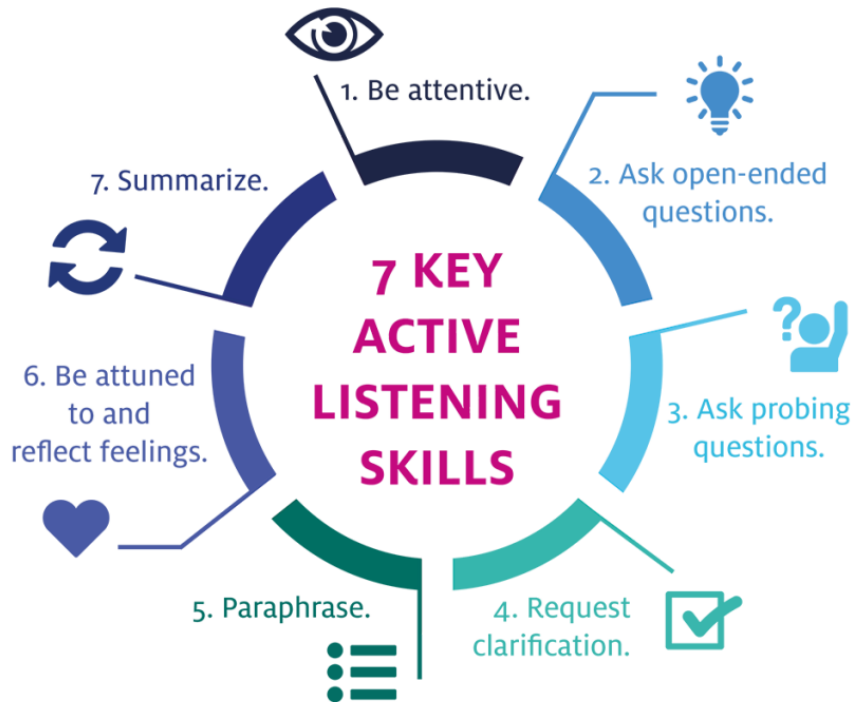 7 KEY
ACTIVE
LISTENING
SKILLS
1. Be attentive.
2. Ask open-ended
questions.
3. Ask probing
questions.
4. Request
clarification.
5. Paraphrase.
6. Be attuned
to and
reflect feelings.
7. Summarize.